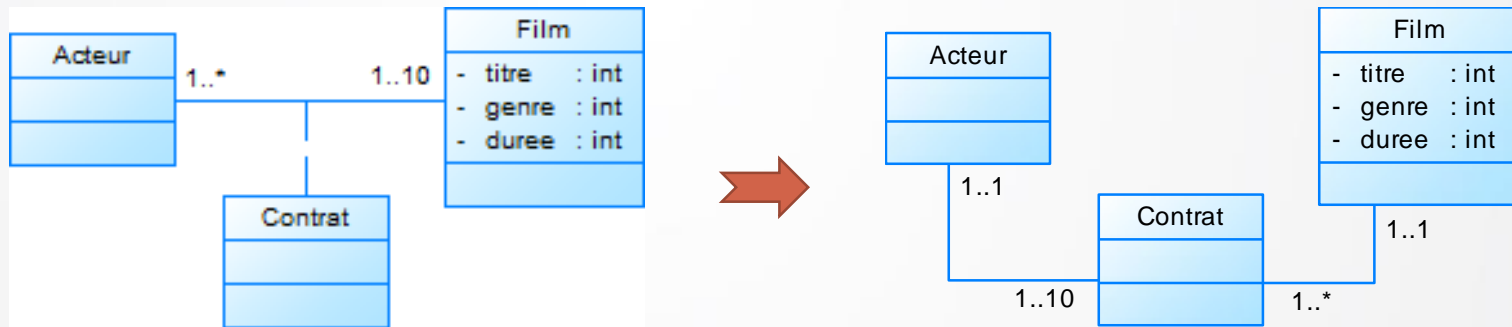 Acteur
1..*
1..10
Film
- titre : int
- genre : int
- duree : int
Contrat
Acteur
1..1
1..10
Contrat
1..*
Film
- titre : int
- genre : int
- duree : int
1..1